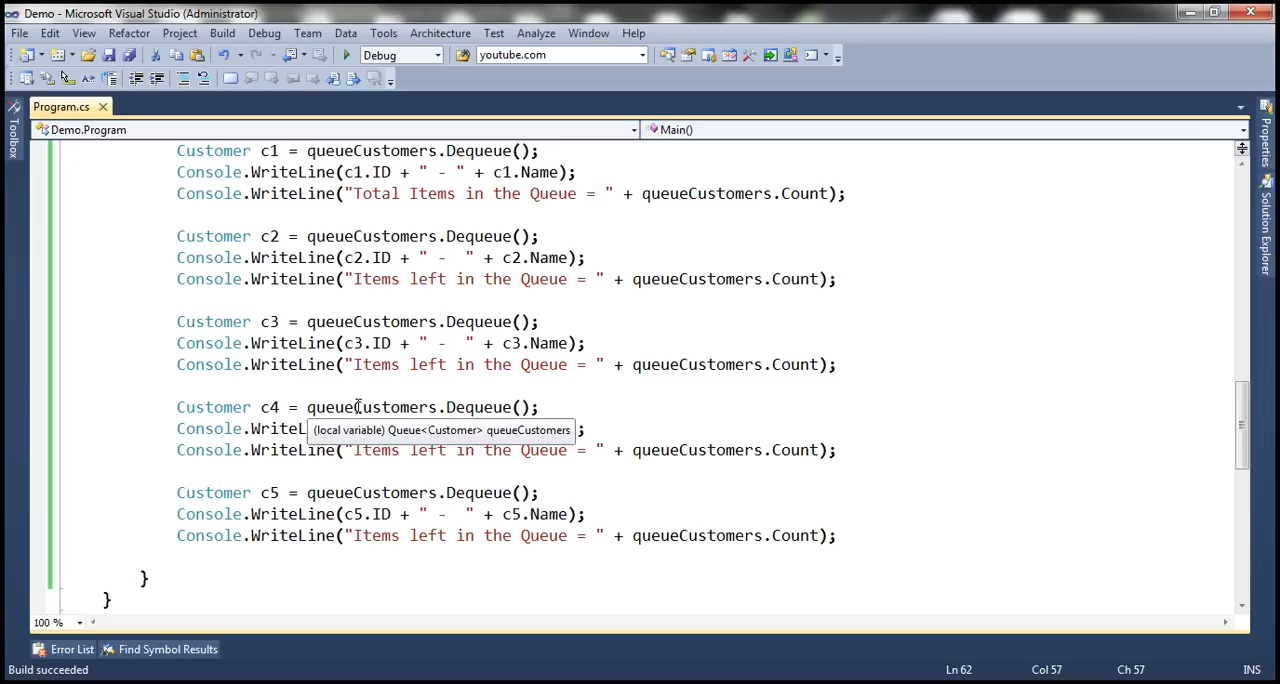 Demo - Microsoft Visual Studio (Administrator)
File Edit View Refactor Project Build Debug Team Data Tools Architecture Test Analyze Window Help
Debug youtube.com
Program.cs
Demo.Program Main()
Toolbox
Properties
Solution Explorer
Customer c1 = queueCustomers.Dequeue();
Console.WriteLine(c1.ID + " - " + c1.Name);
Console.WriteLine("Total Items in the Queue = " + queueCustomers.Count);
Customer c2 = queueCustomers.Dequeue();
Console.WriteLine(c2.ID + " -  " + c2.Name);
Console.WriteLine("Items left in the Queue = " + queueCustomers.Count);
Customer c3 = queueCustomers.Dequeue();
Console.WriteLine(c3.ID + " -  " + c3.Name);
Console.WriteLine("Items left in the Queue = " + queueCustomers.Count);
Customer c4 = queueCustomers.Dequeue();
Console.WriteL
(local variable) Queue<Customer> queueCustomers
;
Console.WriteLine("Items left in the Queue = " + queueCustomers.Count);
Customer c5 = queueCustomers.Dequeue();
Console.WriteLine(c5.ID + " -  " + c5.Name);
Console.WriteLine("Items left in the Queue = " + queueCustomers.Count);
}
}
100 %
Error List Find Symbol Results
Build succeeded Ln 62 Col 57 Ch 57 INS